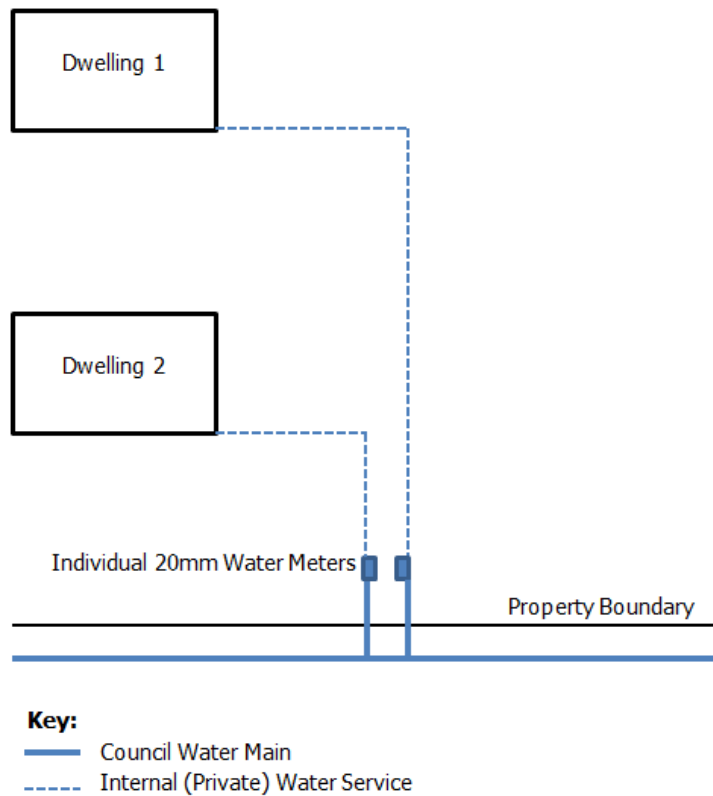 Dwelling 1
Dwelling 2
Individual 20mm Water Meters
Property Boundary
Key:
Council Water Main
Internal (Private) Water Service